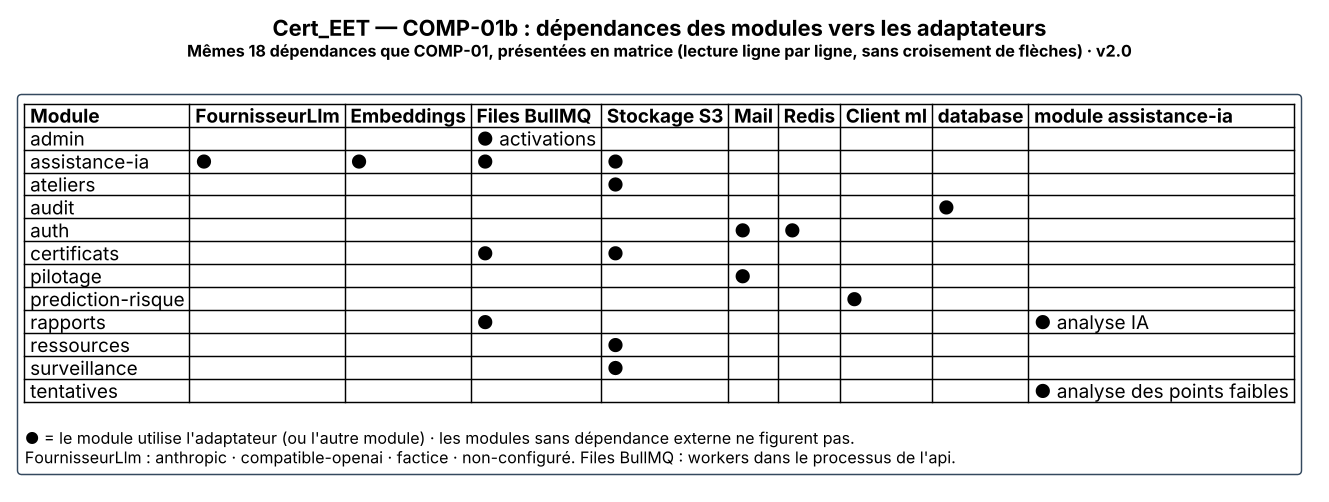 Cert_EET — COMP-01b : dépendances des modules vers les adaptateurs
Mêmes 18 dépendances que COMP-01, présentées en matrice (lecture ligne par ligne, sans croisement de flèches) · v2.0
Module FournisseurLlm Embeddings Files BullMQ Stockage S3 Mail Redis Client ml database module assistance-ia
admin ● activations
assistance-ia ● ● ● ●
ateliers ●
audit ●
auth ● ●
certificats ● ●
pilotage ●
prediction-risque ●
rapports ● ● analyse IA
ressources ●
surveillance ●
tentatives ● analyse des points faibles
● = le module utilise l'adaptateur (ou l'autre module) · les modules sans dépendance externe ne figurent pas.
FournisseurLlm : anthropic · compatible-openai · factice · non-configuré. Files BullMQ : workers dans le processus de l'api.